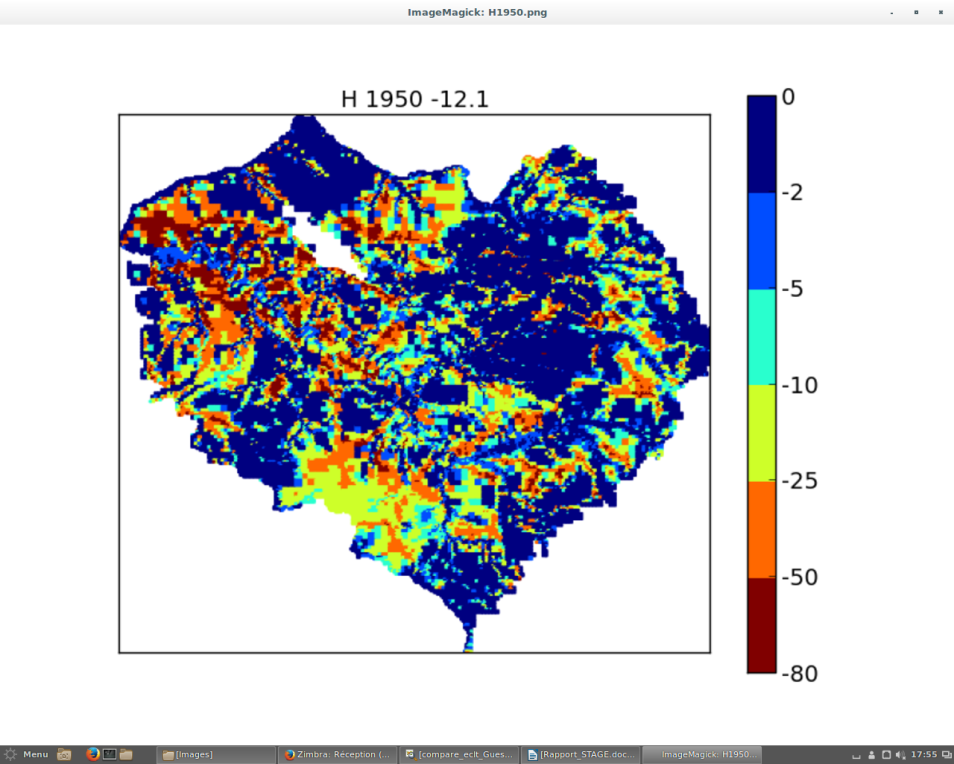 ImageMagick: H1950.png
H 1950 -12.1
0
-2
-5
-10
-25
-50
-80
Menu
[Images]
Zimbra: Réception (...
[compare_ecit_Gues...
[Rapport_STAGE.doc...
ImageMagick: H1950...
17:55